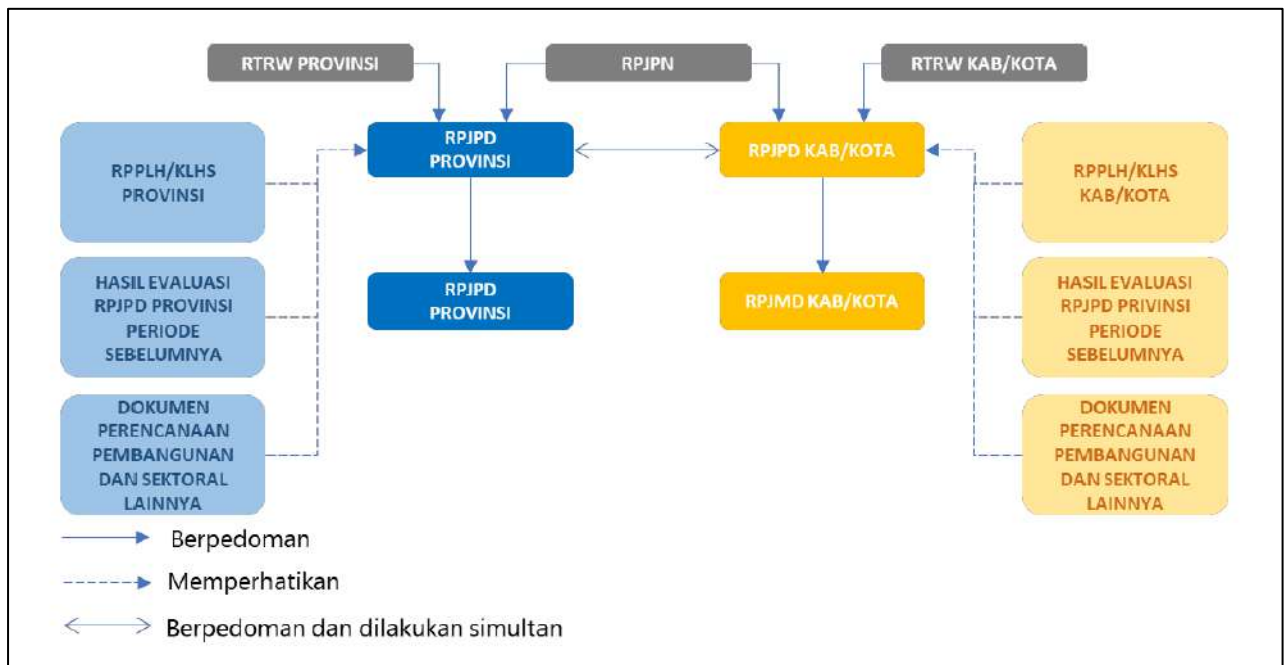 RTRW PROVINSI
RPJPN
RTRW KAB/KOTA
RPJPD
PROVINSI
RPJPD KAB/KOTA
RPPLH/KLHS
PROVINSI
RPPLH/KLHS
KAB/KOTA
HASIL EVALUASI
RPJPD PROVINSI
PERIODE
SEBELUMNYA
RPJPD
PROVINSI
RPJMD KAB/KOTA
HASIL EVALUASI
RPJPD PRIVINSI
PERIODE
SEBELUMNYA
DOKUMEN
PERENCANAAN
PEMBANGUNAN
DAN SEKTORAL
LAINNYA
DOKUMEN
PERENCANAAN
PEMBANGUNAN
DAN SEKTORAL
LAINNYA
Berpedoman
Memperhatikan
Berpedoman dan dilakukan simultan